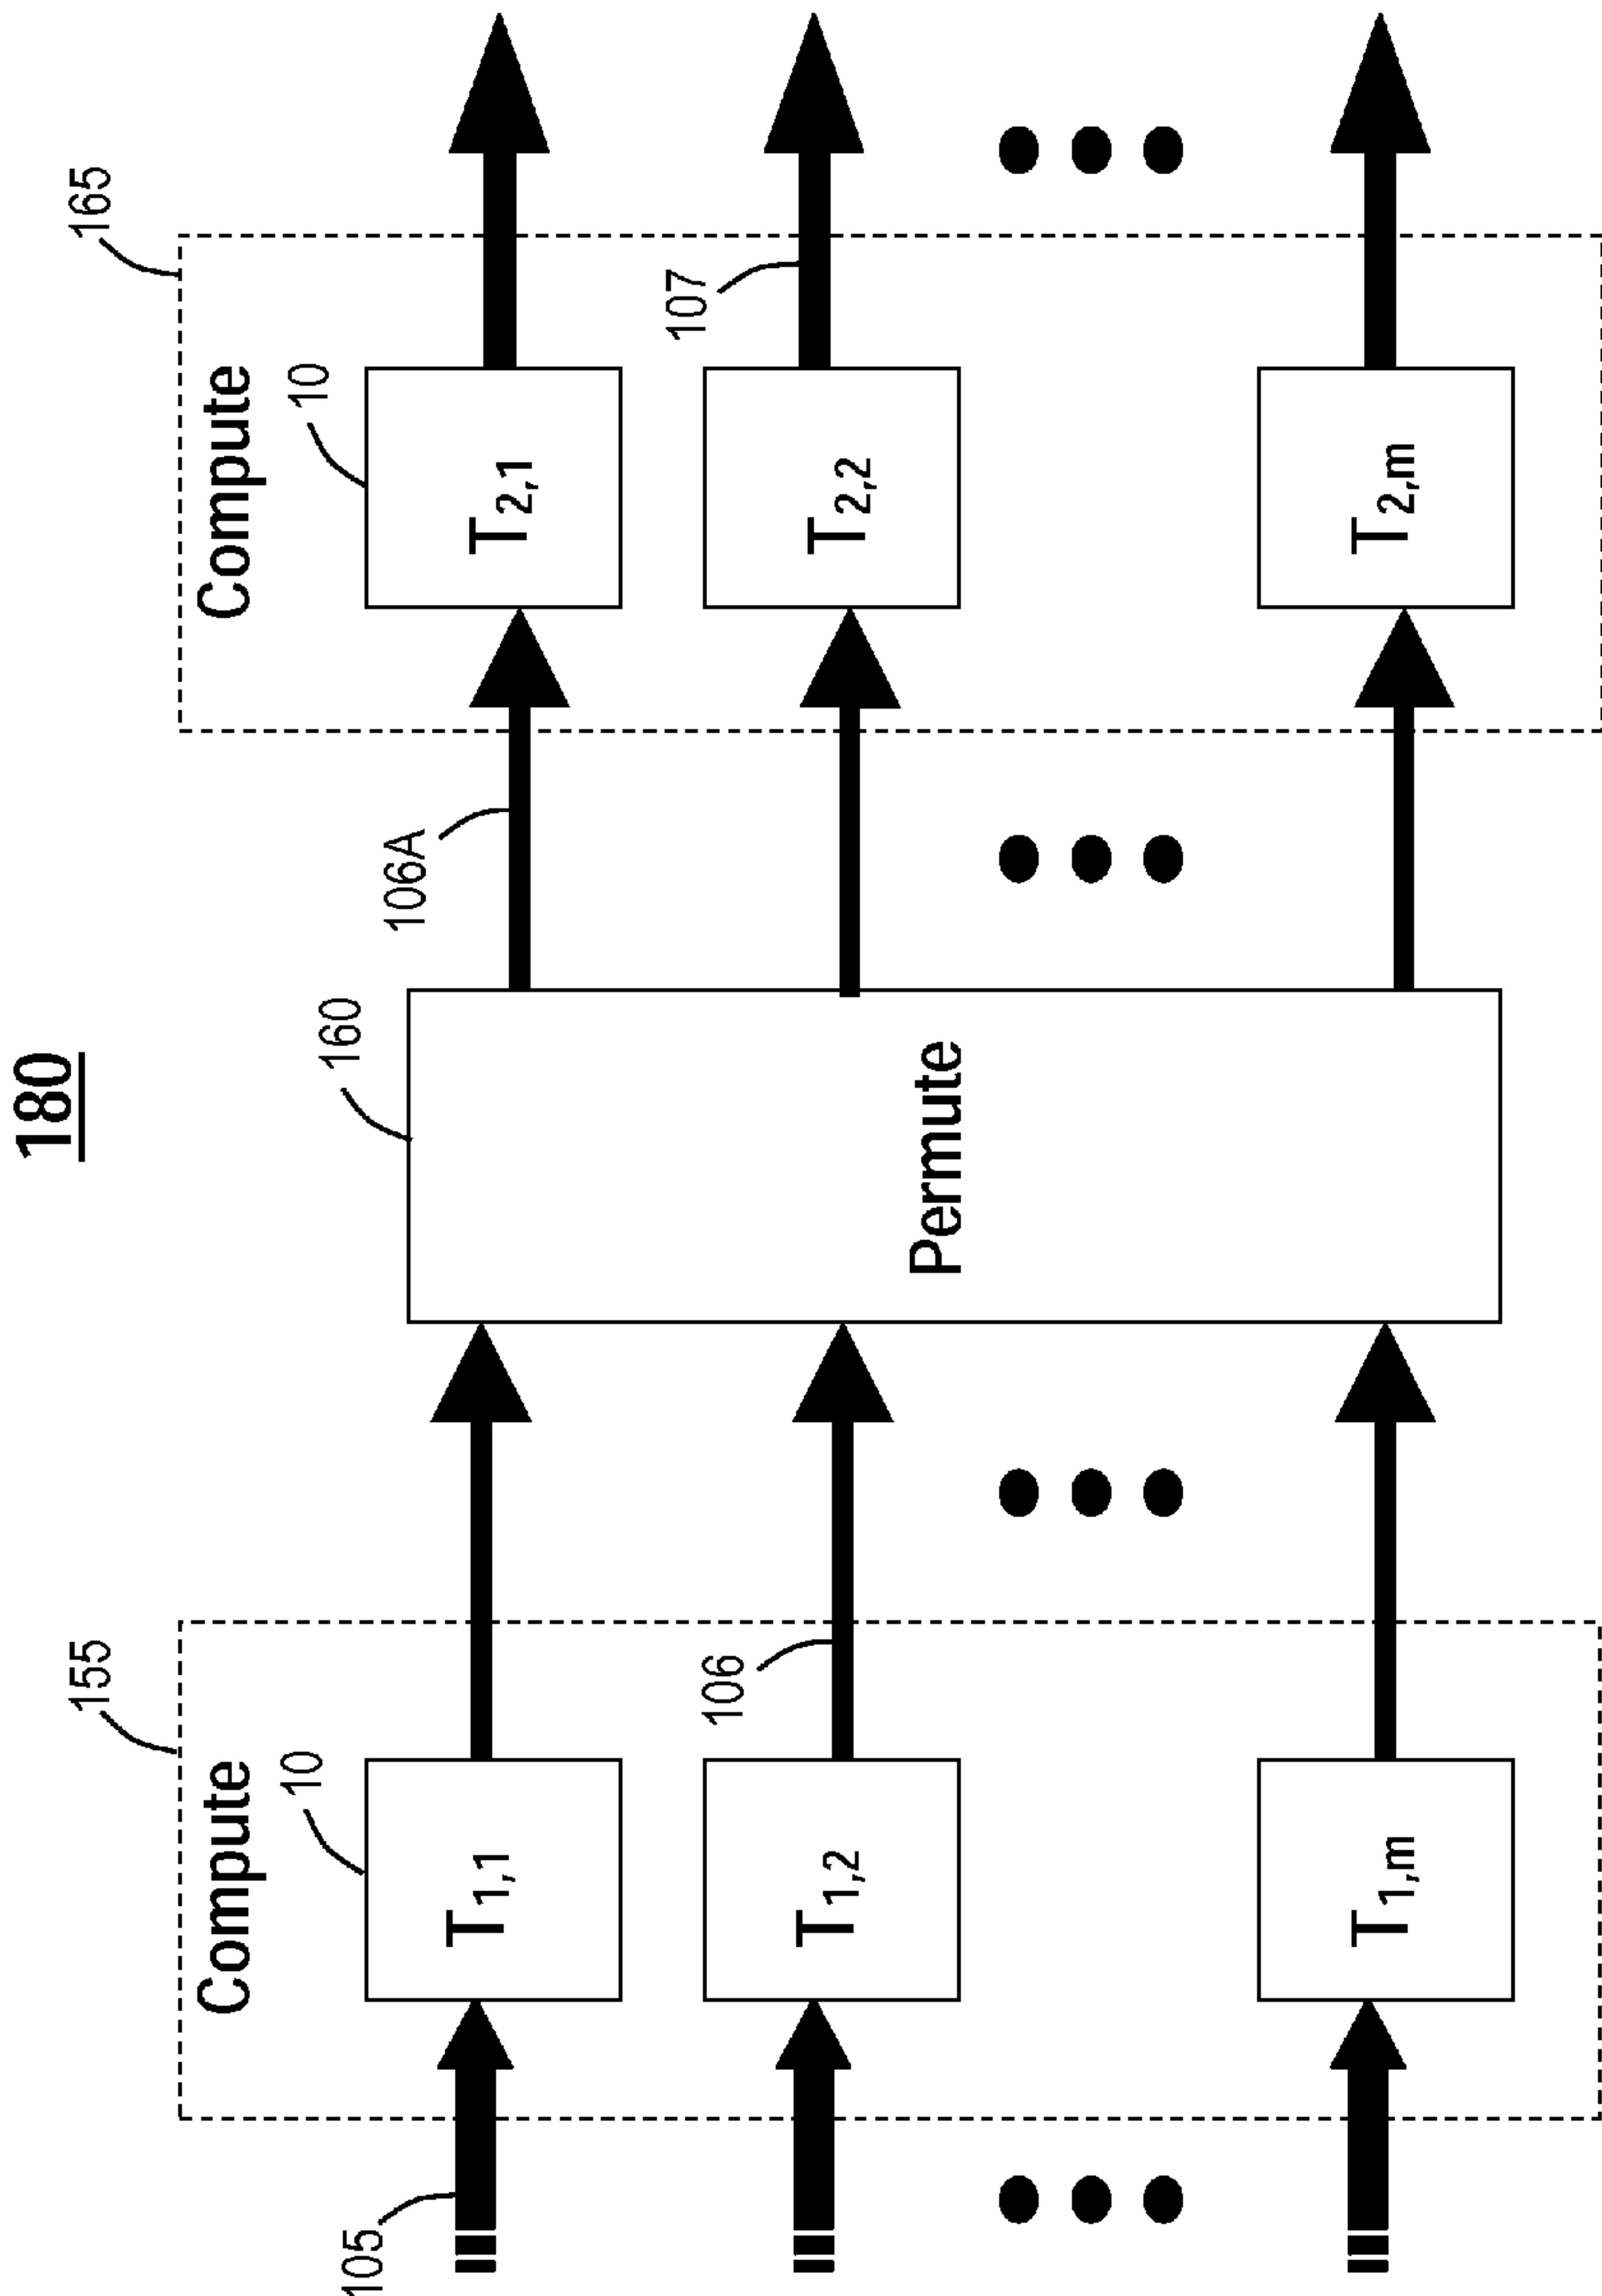 180
155
165
Compute
Compute
10
160
10
105
T1,1
106A
T2,1
Permute
T1,2
106
T2,2
107
T1,m
T2,m